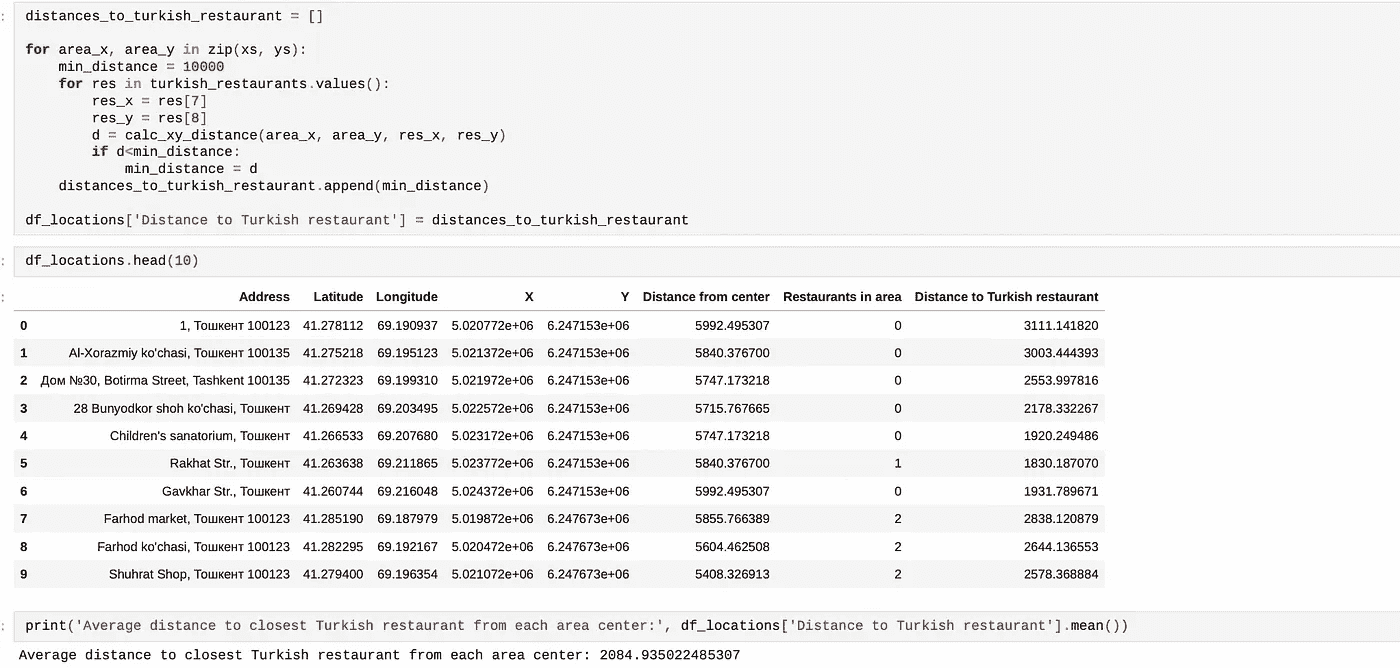 distances_to_turkish_restaurant = []
for area_x, area_y in zip(xs, ys):
    min_distance = 10000
    for res in turkish_restaurants.values():
        res_x = res[7]
        res_y = res[8]
        d = calc_xy_distance(area_x, area_y, res_x, res_y)
        if d<min_distance:
            min_distance = d
    distances_to_turkish_restaurant.append(min_distance)
df_locations['Distance to Turkish restaurant'] = distances_to_turkish_restaurant
df_locations.head(10)
Address Latitude Longitude X Y Distance from center Restaurants in area Distance to Turkish restaurant
0 1, Тошкент 100123 41.278112 69.190937 5.020772e+06 6.247153e+06 5992.495307 0 3111.141820
1 Al-Xorazmiy ko'chasi, Тошкент 100135 41.275218 69.195123 5.021372e+06 6.247153e+06 5840.376700 0 3003.444393
2 Дом №30, Botirma Street, Tashkent 100135 41.272323 69.199310 5.021972e+06 6.247153e+06 5747.173218 0 2553.997816
3 28 Bunyodkor shoh ko'chasi, Тошкент 41.269428 69.203495 5.022572e+06 6.247153e+06 5715.767665 0 2178.332267
4 Children's sanatorium, Тошкент 41.266533 69.207680 5.023172e+06 6.247153e+06 5747.173218 0 1920.249486
5 Rakhat Str., Тошкент 41.263638 69.211865 5.023772e+06 6.247153e+06 5840.376700 1 1830.187070
6 Gavkhar Str., Тошкент 41.260744 69.216048 5.024372e+06 6.247153e+06 5992.495307 0 1931.789671
7 Farhod market, Тошкент 100123 41.285190 69.187979 5.019872e+06 6.247673e+06 5855.766389 2 2838.120879
8 Farhod ko'chasi, Тошкент 100123 41.282295 69.192167 5.020472e+06 6.247673e+06 5604.462508 2 2644.136553
9 Shuhrat Shop, Тошкент 100123 41.279400 69.196354 5.021072e+06 6.247673e+06 5408.326913 2 2578.368884
print('Average distance to closest Turkish restaurant from each area center:', df_locations['Distance to Turkish restaurant'].mean())
Average distance to closest Turkish restaurant from each area center: 2084.935022485307